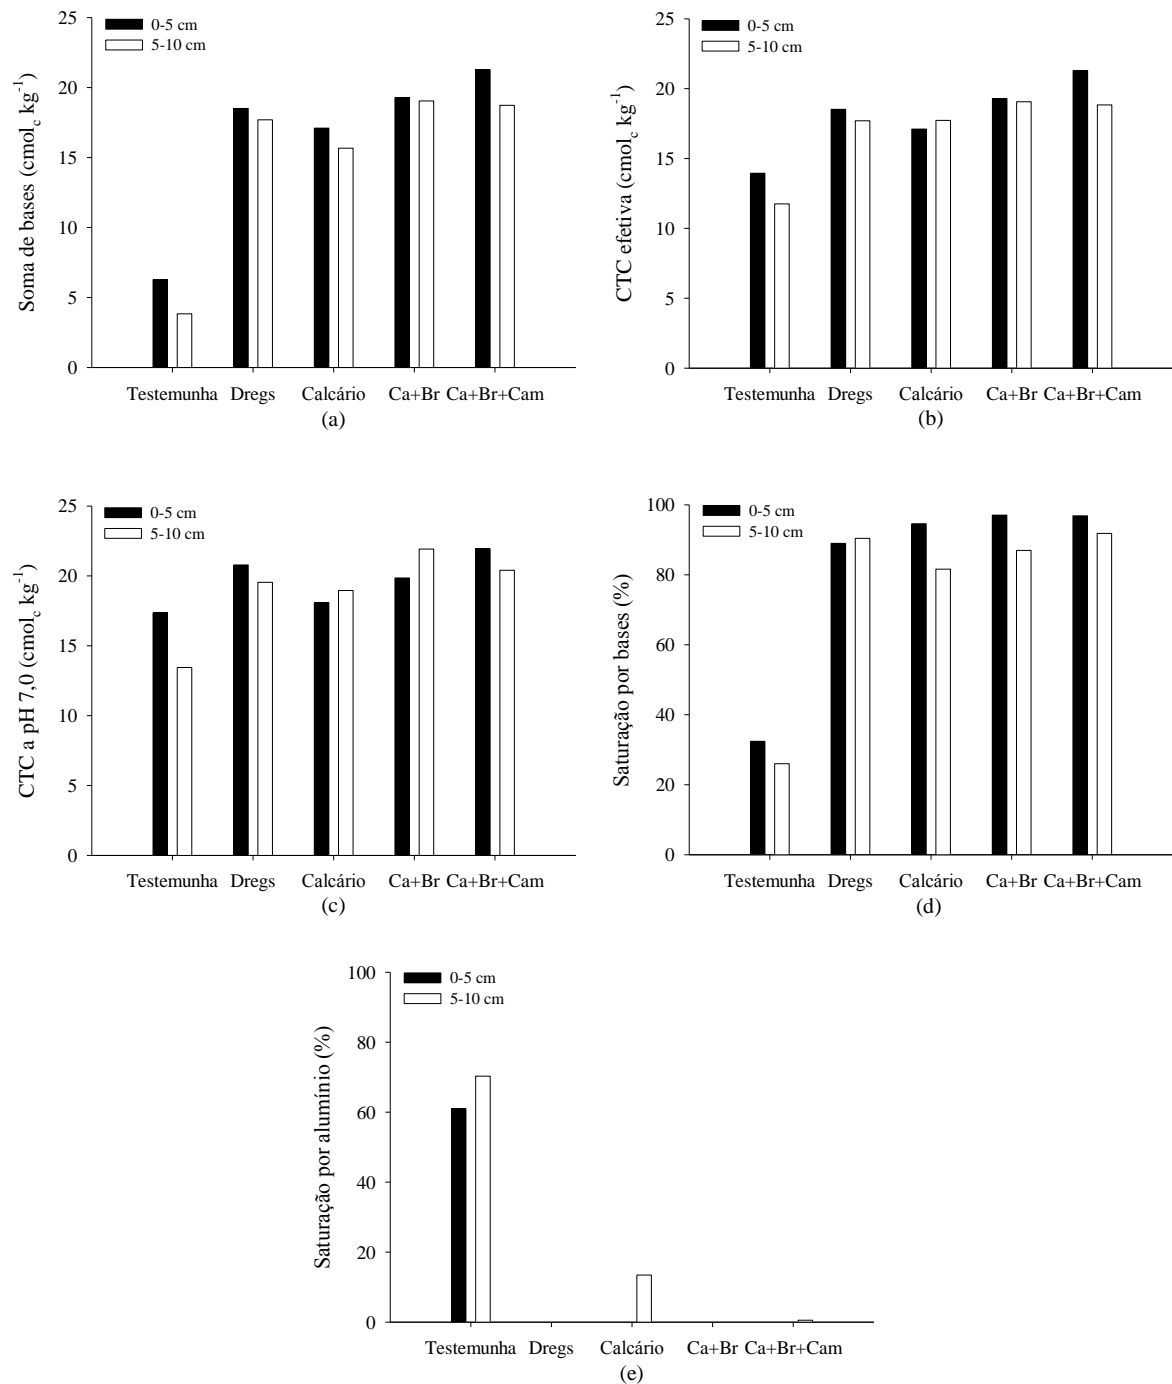 0-5 cm
5-10 cm
Soma de bases (cmol_c kg^-1)
25
20
15
10
5
0
Testemunha Dregs Calcário Ca+Br Ca+Br+Cam
(a)
0-5 cm
5-10 cm
CTC efetiva (cmol_c kg^-1)
25
20
15
10
5
0
Testemunha Dregs Calcário Ca+Br Ca+Br+Cam
(b)
0-5 cm
5-10 cm
CTC a pH 7,0 (cmol_c kg^-1)
25
20
15
10
5
0
Testemunha Dregs Calcário Ca+Br Ca+Br+Cam
(c)
0-5 cm
5-10 cm
Saturação por bases (%)
100
80
60
40
20
0
Testemunha Dregs Calcário Ca+Br Ca+Br+Cam
(d)
0-5 cm
5-10 cm
Saturação por alumínio (%)
100
80
60
40
20
0
Testemunha Dregs Calcário Ca+Br Ca+Br+Cam
(e)